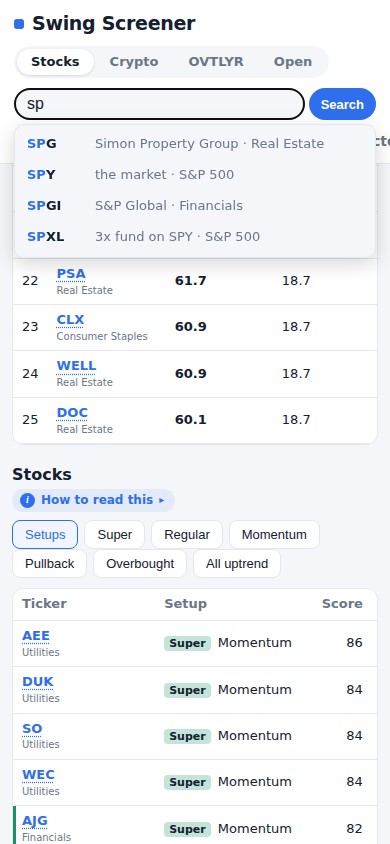 Swing Screener
Stocks Crypto OVTLYR Open
sp Search
SPG Simon Property Group · Real Estate
SPY the market · S&P 500
SPGI S&P Global · Financials
SPXL 3x fund on SPY · S&P 500
22 PSA 61.7 18.7
Real Estate
23 CLX 60.9 18.7
Consumer Staples
24 WELL 60.9 18.7
Real Estate
25 DOC 60.1 18.7
Real Estate
Stocks
i How to read this ▸
Setups Super Regular Momentum
Pullback Overbought All uptrend
Ticker Setup Score
AEE Super Momentum 86
Utilities
DUK Super Momentum 84
Utilities
SO Super Momentum 84
Utilities
WEC Super Momentum 84
Utilities
AJG Super Momentum 82
Financials